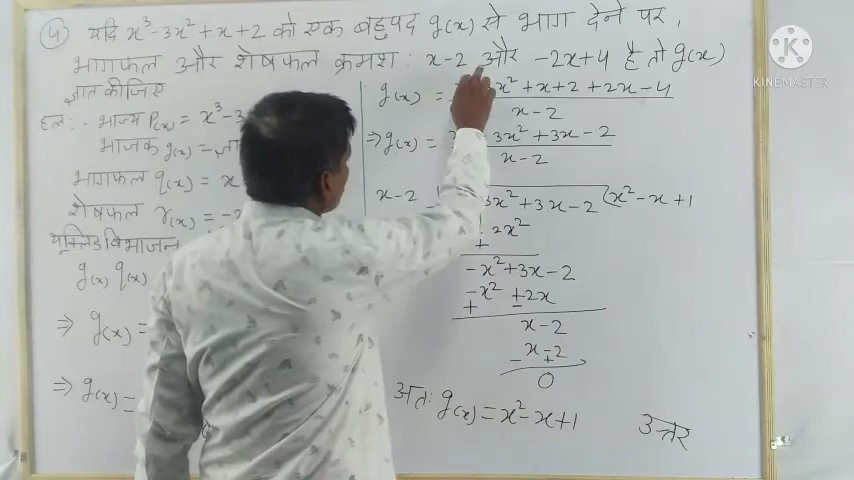 (4) यदि x³-3x²+x+2 को एक बहुपद g(x) से भाग देने पर,
भागफल और शेषफल क्रमश: x-2 और -2x+4 है तो g(x)
ज्ञात कीजिए
हल:- भाज्य P(x) = x³-3
भाजक g(x) =
भागफल q(x) = x
शेषफल r(x) = -2
यूक्लिड विभाजन
g(x) q(x)
⇒ g(x) =
⇒ g(x) =
g(x) = x² + x + 2 + 2x - 4
x - 2
⇒ g(x) = 3x² + 3x - 2
x - 2
x-2 3x² + 3x - 2 (x² - x + 1
2x²
+
-x² + 3x - 2
-x² ± 2x
+
x - 2
- x - 2
+
0
अत: g(x) = x² - x + 1
उत्तर
KINEMASTER